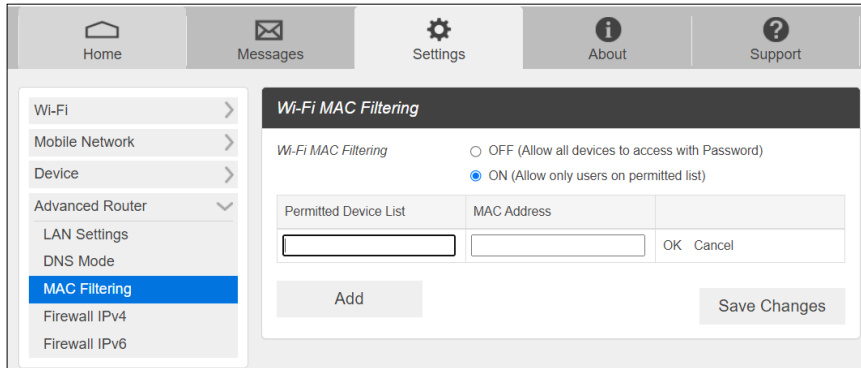 Home Messages Settings About Support
Wi-Fi
Mobile Network
Device
Advanced Router
LAN Settings
DNS Mode
MAC Filtering
Firewall IPv4
Firewall IPv6
Wi-Fi MAC Filtering
Wi-Fi MAC Filtering OFF (Allow all devices to access with Password)
ON (Allow only users on permitted list)
Permitted Device List MAC Address
OK Cancel
Add
Save Changes